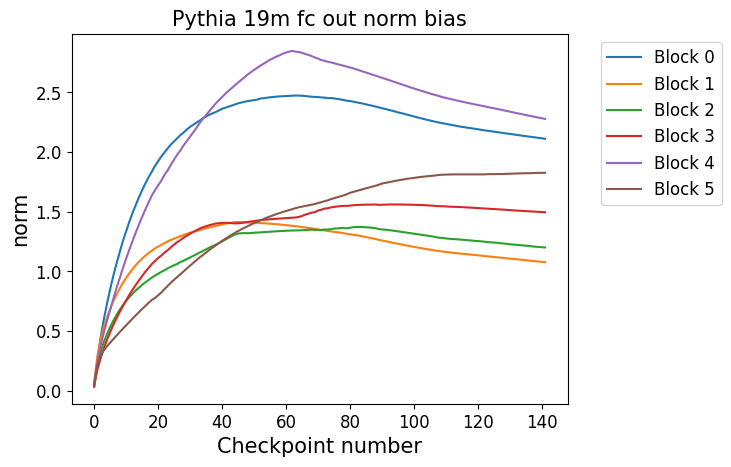 Pythia 19m fc out norm bias
norm
2.5
2.0
1.5
1.0
0.5
0.0
0 20 40 60 80 100 120 140
Checkpoint number
Block 0
Block 1
Block 2
Block 3
Block 4
Block 5